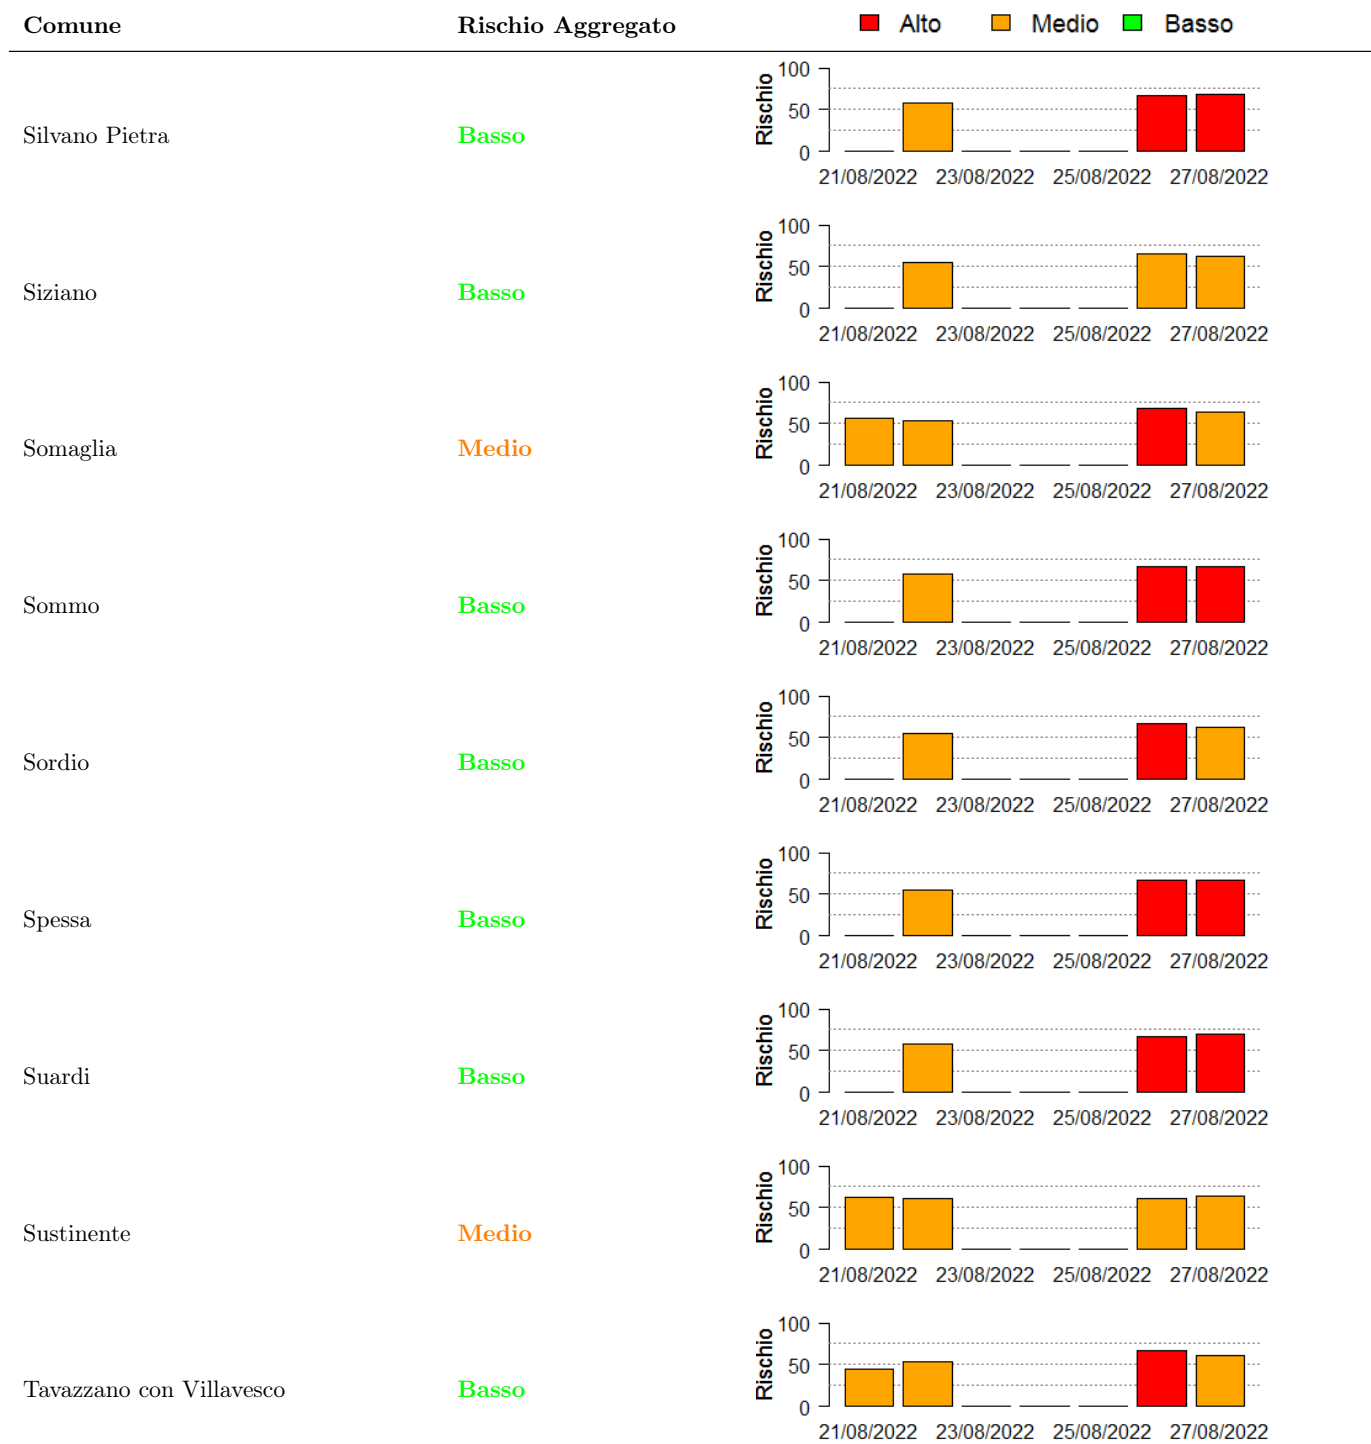 Comune Rischio Aggregato Alto Medio Basso
Silvano Pietra Basso
Rischio
100
50
0
21/08/2022 23/08/2022 25/08/2022 27/08/2022
Siziano Basso
Rischio
100
50
0
21/08/2022 23/08/2022 25/08/2022 27/08/2022
Somaglia Medio
Rischio
100
50
0
21/08/2022 23/08/2022 25/08/2022 27/08/2022
Sommo Basso
Rischio
100
50
0
21/08/2022 23/08/2022 25/08/2022 27/08/2022
Sordio Basso
Rischio
100
50
0
21/08/2022 23/08/2022 25/08/2022 27/08/2022
Spessa Basso
Rischio
100
50
0
21/08/2022 23/08/2022 25/08/2022 27/08/2022
Suardi Basso
Rischio
100
50
0
21/08/2022 23/08/2022 25/08/2022 27/08/2022
Sustinente Medio
Rischio
100
50
0
21/08/2022 23/08/2022 25/08/2022 27/08/2022
Tavazzano con Villavesco Basso
Rischio
100
50
0
21/08/2022 23/08/2022 25/08/2022 27/08/2022